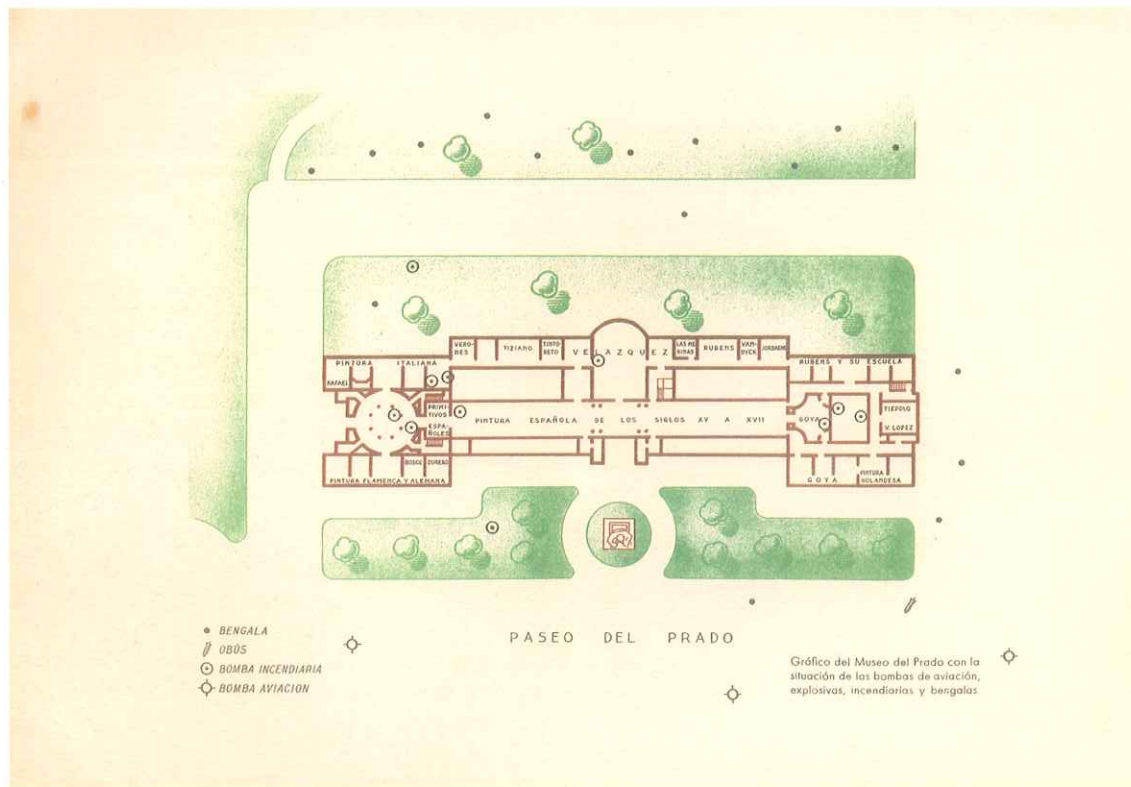 VERO-
NES
TIZIANO
TINTO-
RETO
VELAZQUEZ
LAS ME
NINAS
RUBENS
VAN-
DYCK
JORDAENS
PINTURA ITALIANA
RAFAEL
RUBENS Y SU ESCUELA
PRIMI-
TIVOS
ESPA-
ÑOLES
PINTURA ESPAÑOLA DE LOS SIGLOS XV A XVII
GOYA
TIEPOLO
V. LOPEZ
BOSCO
DURERO
PINTURA FLAMENCA Y ALEMANA
GOYA
PINTURA
HOLANDESA
PASEO DEL PRADO
BENGALA
OBÚS
BOMBA INCENDIARIA
BOMBA AVIACION
Gráfico del Museo del Prado con la
situación de las bombas de aviación,
explosivas, incendiarias y bengalas.